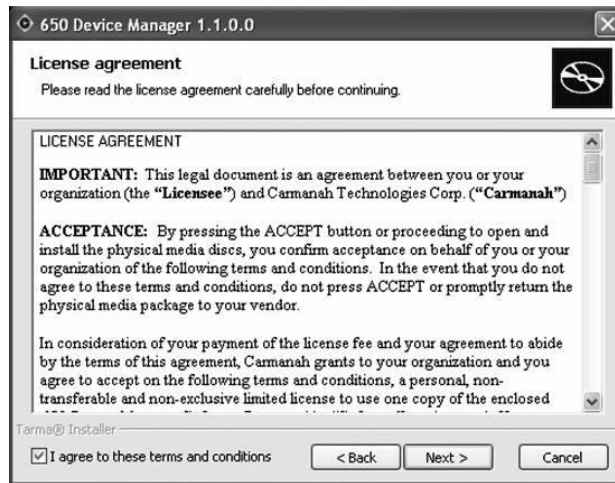 650 Device Manager 1.1.0.0
License agreement
Please read the license agreement carefully before continuing.
LICENSE AGREEMENT
IMPORTANT: This legal document is an agreement between you or your
organization (the “Licensee”) and Carmanah Technologies Corp. (“Carmanah”)
ACCEPTANCE: By pressing the ACCEPT button or proceeding to open and
install the physical media discs, you confirm acceptance on behalf of you or your
organization of the following terms and conditions. In the event that you do not
agree to these terms and conditions, do not press ACCEPT or promptly return the
physical media package to your vendor.
In consideration of your payment of the license fee and your agreement to abide
by the terms of this agreement, Carmanah grants to your organization and you
agree to accept on the following terms and conditions, a personal, non-
transferable and non-exclusive limited license to use one copy of the enclosed
Tarma® Installer
I agree to these terms and conditions
< Back
Next >
Cancel